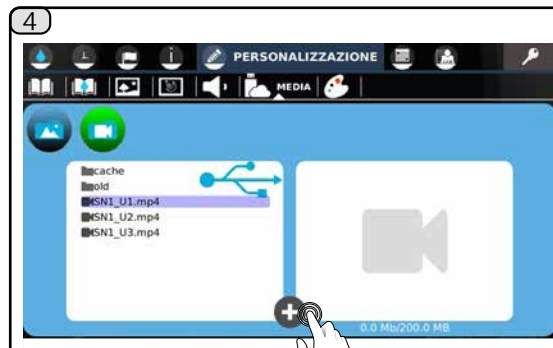 4
PERSONALIZZAZIONE
MEDIA
cache
old
SN1_U1.mp4
SN1_U2.mp4
SN1_U3.mp4
0.0 Mb/200.0 MB